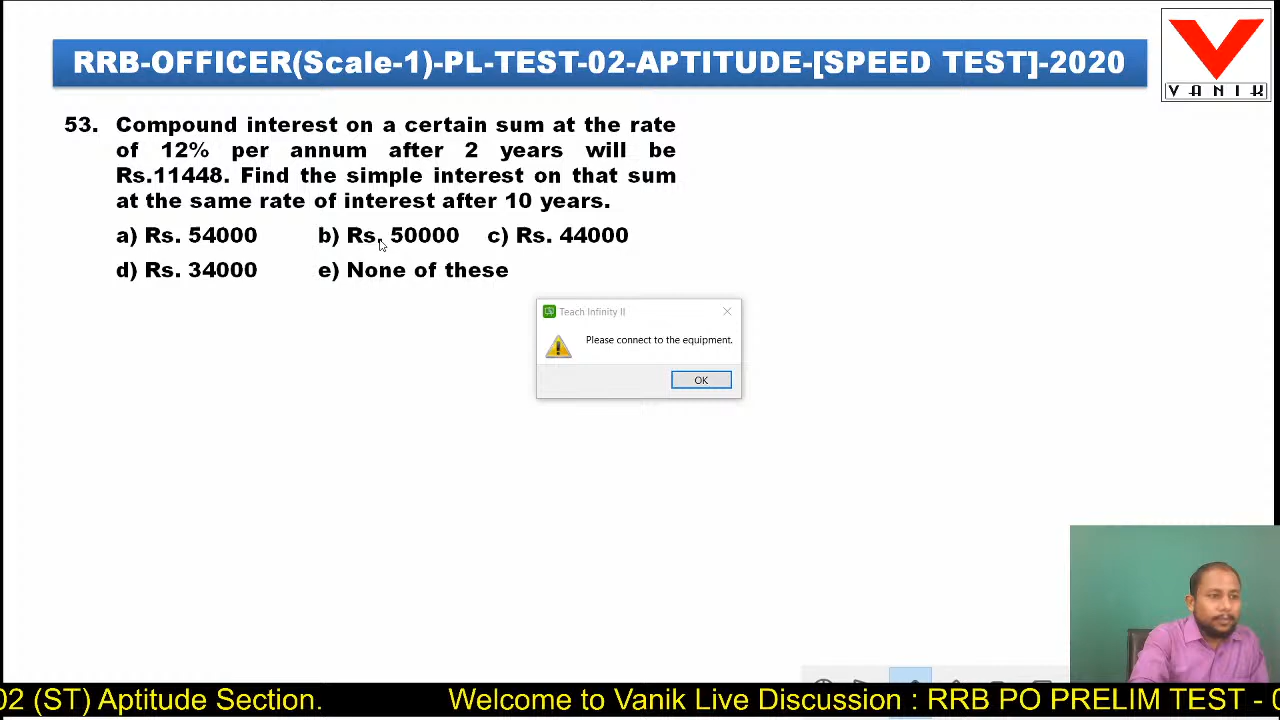 RRB-OFFICER(Scale-1)-PL-TEST-02-APTITUDE-[SPEED TEST]-2020
VANIK
53. Compound interest on a certain sum at the rate
of 12% per annum after 2 years will be
Rs.11448. Find the simple interest on that sum
at the same rate of interest after 10 years.
a) Rs. 54000 b) Rs. 50000 c) Rs. 44000
d) Rs. 34000 e) None of these
Teach Infinity II
Please connect to the equipment.
OK
02 (ST) Aptitude Section. Welcome to Vanik Live Discussion : RRB PO PRELIM TEST - 0